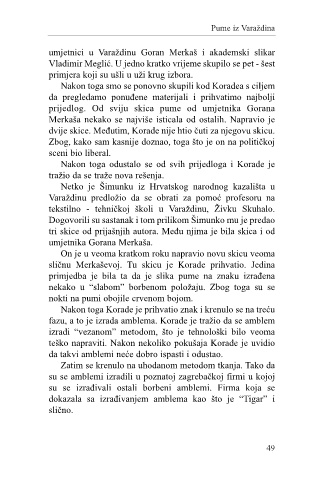 Pume iz Varaždina
umjetnici u Varaždinu Goran Merkaš i akademski slikar
Vladimir Meglić. U jedno kratko vrijeme skupilo se pet - šest
primjera koji su ušli u uži krug izbora.
Nakon toga smo se ponovno skupili kod Koradea s ciljem
da pregledamo ponuđene materijali i prihvatimo najbolji
prijedlog. Od sviju skica pume od umjetnika Gorana
Merkaša nekako se najviše isticala od ostalih. Napravio je
dvije skice. Međutim, Korade nije htio čuti za njegovu skicu.
Zbog, kako sam kasnije doznao, toga što je on na političkoj
sceni bio liberal.
Nakon toga odustalo se od svih prijedloga i Korade je
tražio da se traže nova rešenja.
Netko je Šimunku iz Hrvatskog narodnog kazališta u
Varaždinu predložio da se obrati za pomoć profesoru na
tekstilno - tehničkoj školi u Varaždinu, Živku Skuhalo.
Dogovorili su sastanak i tom prilikom Šimunko mu je predao
tri skice od prijašnjih autora. Među njima je bila skica i od
umjetnika Gorana Merkaša.
On je u veoma kratkom roku napravio novu skicu veoma
sličnu Merkaševoj. Tu skicu je Korade prihvatio. Jedina
primjedba je bila ta da je slika pume na znaku izrađena
nekako u “slabom” borbenom položaju. Zbog toga su se
nokti na pumi obojile crvenom bojom.
Nakon toga Korade je prihvatio znak i krenulo se na treću
fazu, a to je izrada amblema. Korade je tražio da se amblem
izradi “vezanom” metodom, što je tehnološki bilo veoma
teško napraviti. Nakon nekoliko pokušaja Korade je uvidio
da takvi amblemi neće dobro ispasti i odustao.
Zatim se krenulo na uhodanom metodom tkanja. Tako da
su se amblemi izradili u poznatoj zagrebačkoj firmi u kojoj
su se izrađivali ostali borbeni amblemi. Firma koja se
dokazala sa izrađivanjem amblema kao što je “Tigar” i
slično.
49